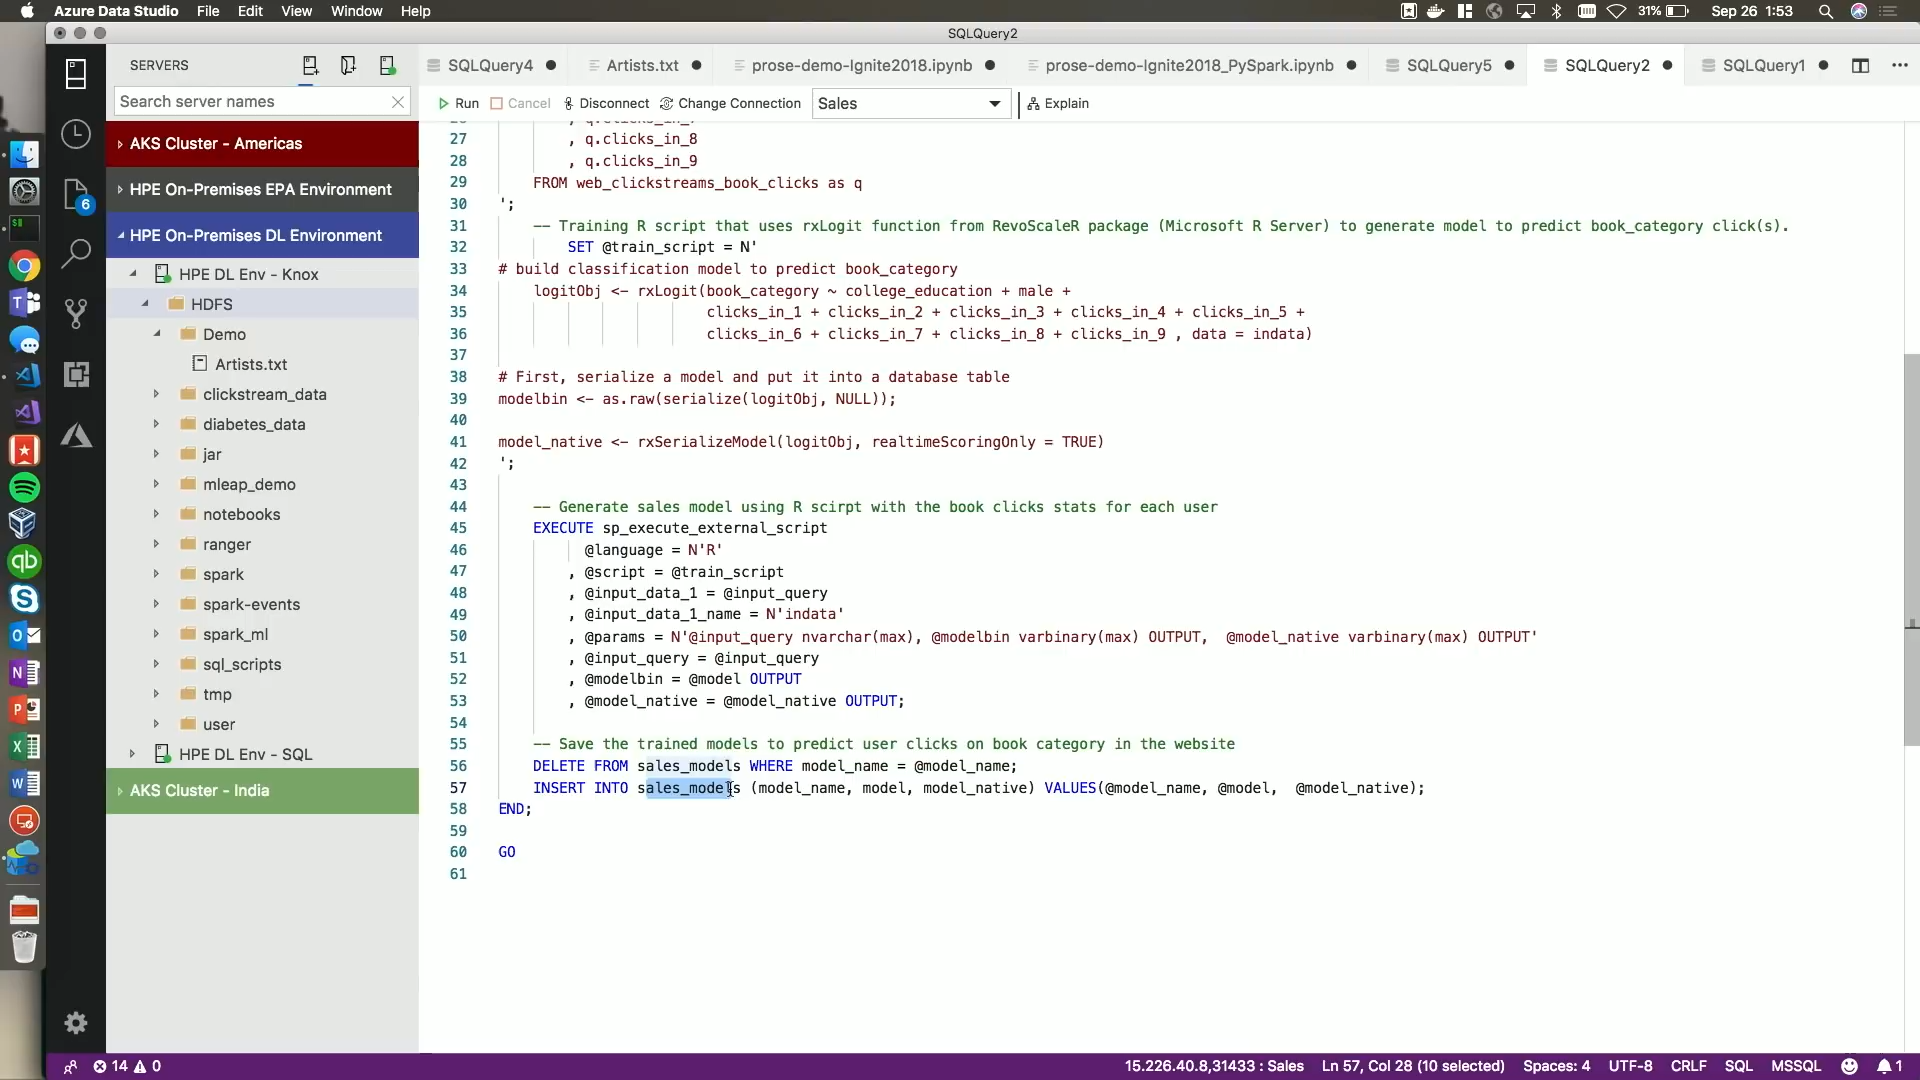 Azure Data Studio File Edit View Window Help 31% Sep 26 1:53
SQLQuery2
SERVERS
Search server names
AKS Cluster - Americas
HPE On-Premises EPA Environment
HPE On-Premises DL Environment
HPE DL Env - Knox
HDFS
Demo
Artists.txt
clickstream_data
diabetes_data
jar
mleap_demo
notebooks
ranger
spark
spark-events
spark_ml
sql_scripts
tmp
user
HPE DL Env - SQL
AKS Cluster - India
6
SQLQuery4 Artists.txt prose-demo-Ignite2018.ipynb prose-demo-Ignite2018_PySpark.ipynb SQLQuery5 SQLQuery2 SQLQuery1
Run Cancel Disconnect Change Connection Sales Explain
27 , q.clicks_in_8
28 , q.clicks_in_9
29 FROM web_clickstreams_book_clicks as q
30 ';
31 -- Training R script that uses rxLogit function from RevoScaleR package (Microsoft R Server) to generate model to predict book_category click(s).
32 SET @train_script = N'
33 # build classification model to predict book_category
34 logitObj <- rxLogit(book_category ~ college_education + male +
35 clicks_in_1 + clicks_in_2 + clicks_in_3 + clicks_in_4 + clicks_in_5 +
36 clicks_in_6 + clicks_in_7 + clicks_in_8 + clicks_in_9 , data = indata)
37
38 # First, serialize a model and put it into a database table
39 modelbin <- as.raw(serialize(logitObj, NULL));
40
41 model_native <- rxSerializeModel(logitObj, realtimeScoringOnly = TRUE)
42 ';
43
44 -- Generate sales model using R scirpt with the book clicks stats for each user
45 EXECUTE sp_execute_external_script
46 @language = N'R'
47 , @script = @train_script
48 , @input_data_1 = @input_query
49 , @input_data_1_name = N'indata'
50 , @params = N'@input_query nvarchar(max), @modelbin varbinary(max) OUTPUT, @model_native varbinary(max) OUTPUT'
51 , @input_query = @input_query
52 , @modelbin = @model OUTPUT
53 , @model_native = @model_native OUTPUT;
54
55 -- Save the trained models to predict user clicks on book category in the website
56 DELETE FROM sales_models WHERE model_name = @model_name;
57 INSERT INTO sales_models (model_name, model, model_native) VALUES(@model_name, @model, @model_native);
58 END;
59
60 GO
61
14 0 15.226.40.8,31433 : Sales Ln 57, Col 28 (10 selected) Spaces: 4 UTF-8 CRLF SQL MSSQL 1